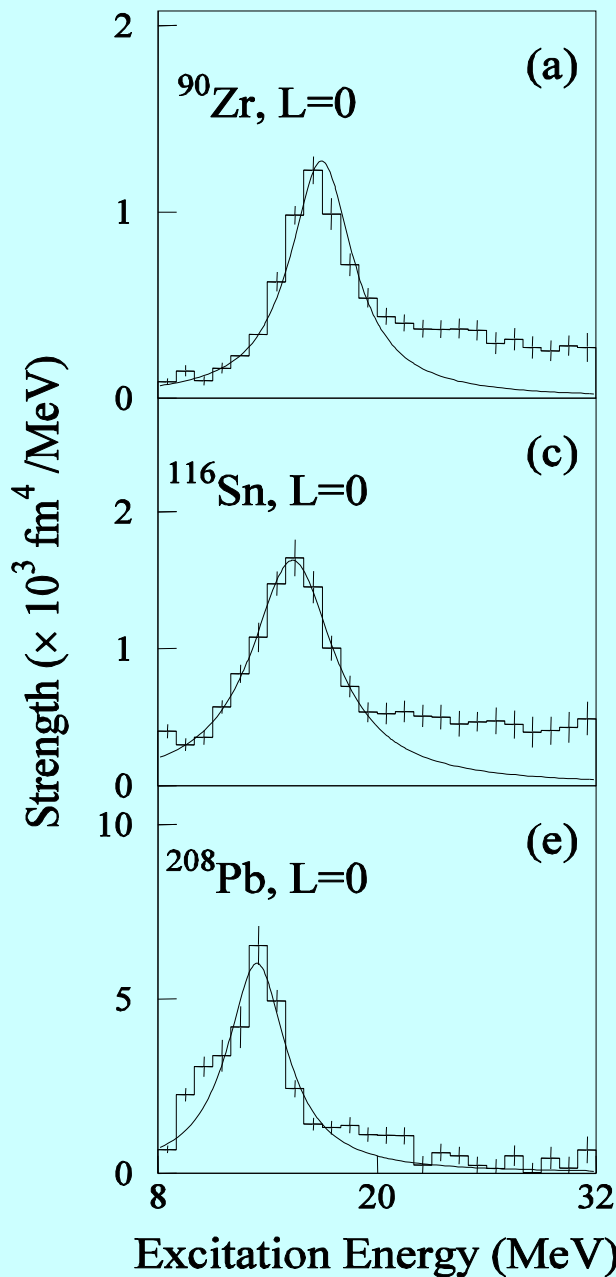 Strength (× 10³ fm⁴ /MeV)
2
(a)
⁹⁰Zr, L=0
1
0
(c)
¹¹⁶Sn, L=0
2
1
0
10
(e)
²⁰⁸Pb, L=0
5
0
8 20 32
Excitation Energy (MeV)